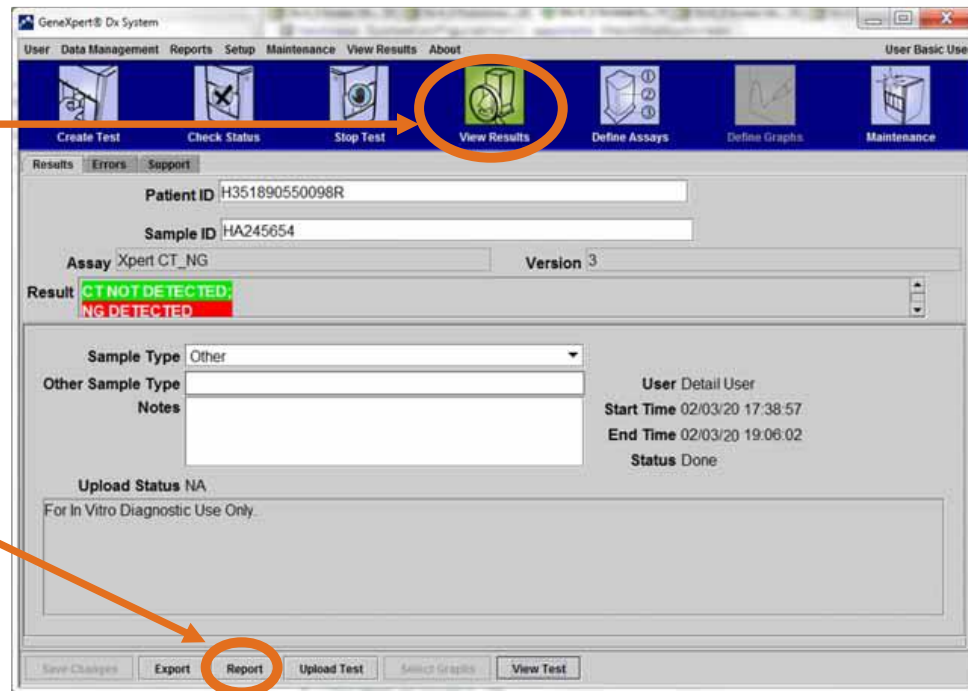 GeneXpert® Dx System
User Data Management Reports Setup Maintenance View Results About User Basic Use
Create Test Check Status Stop Test View Results Define Assays Define Graphs Maintenance
Results Errors Support
Patient ID H351890550098R
Sample ID HA245654
Assay Xpert CT_NG Version 3
Result CT NOT DETECTED;
NG DETECTED
Sample Type Other
Other Sample Type User Detail User
Notes Start Time 02/03/20 17:38:57
End Time 02/03/20 19:06:02
Status Done
Upload Status NA
For In Vitro Diagnostic Use Only.
Save Changes Export Report Upload Test Select Graphs View Test